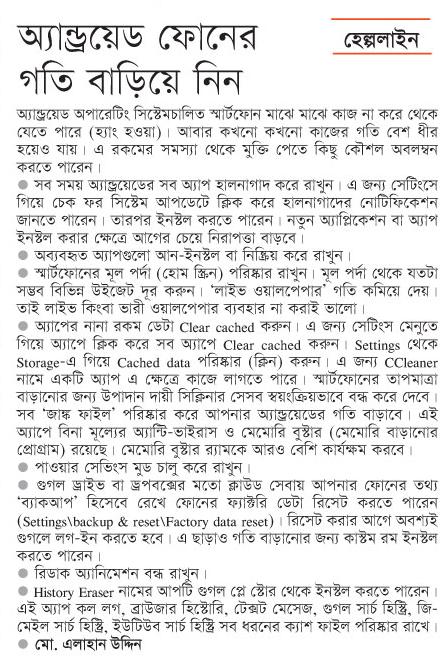 অ্যান্ড্রয়েড ফোনের
গতি বাড়িয়ে নিন
হেল্পলাইন
অ্যান্ড্রয়েড অপারেটিং সিস্টেমচালিত স্মার্টফোন মাঝে মাঝে কাজ না করে থেকে
যেতে পারে (হ্যাং হওয়া)। আবার কখনো কখনো কাজের গতি বেশ ধীর
হয়েও যায়। এ রকমের সমস্যা থেকে মুক্তি পেতে কিছু কৌশল অবলম্বন
করতে পারেন।
● সব সময় অ্যান্ড্রয়েডের সব অ্যাপ হালনাগাদ করে রাখুন। এ জন্য সেটিংসে
গিয়ে চেক ফর সিস্টেম আপডেটে ক্লিক করে হালনাগাদের নোটিফিকেশন
জানতে পারেন। তারপর ইনস্টল করতে পারেন। নতুন অ্যাপ্লিকেশন বা অ্যাপ
ইনস্টল করার ক্ষেত্রে আগের চেয়ে নিরাপত্তা বাড়বে।
● অব্যবহৃত অ্যাপগুলো আন-ইনস্টল বা নিষ্ক্রিয় করে রাখুন।
● স্মার্টফোনের মূল পর্দা (হোম স্ক্রিন) পরিষ্কার রাখুন। মূল পর্দা থেকে যতটা
সম্ভব বিভিন্ন উইজেট দূর করুন। ‘লাইভ ওয়ালপেপার’ গতি কমিয়ে দেয়।
তাই লাইভ কিংবা ভারী ওয়ালপেপার ব্যবহার না করাই ভালো।
● অ্যাপের নানা রকম ডেটা Clear cached করুন। এ জন্য সেটিংস মেনুতে
গিয়ে অ্যাপে ক্লিক করে সব অ্যাপে Clear cached করুন। Settings থেকে
Storage-এ গিয়ে Cached data পরিষ্কার (ক্লিন) করুন। এ জন্য CCleaner
নামে একটি অ্যাপ এ ক্ষেত্রে কাজে লাগতে পারে। স্মার্টফোনের তাপমাত্রা
বাড়ানোর জন্য উপাদান দায়ী সিক্লিনার সেসব স্বয়ংক্রিয়ভাবে বন্ধ করে দেবে।
সব ‘জাঙ্ক ফাইল’ পরিষ্কার করে আপনার অ্যান্ড্রয়েডের গতি বাড়াবে। এই
অ্যাপে বিনা মূল্যের অ্যান্টি-ভাইরাস ও মেমোরি বুস্টার (মেমোরি বাড়ানোর
প্রোগ্রাম) রয়েছে। মেমোরি বুস্টার র‍্যামকে আরও বেশি কার্যক্ষম করবে।
● পাওয়ার সেভিংস মুড চালু করে রাখুন।
● গুগল ড্রাইভ বা ড্রপবক্সের মতো ক্লাউড সেবায় আপনার ফোনের তথ্য
‘ব্যাকআপ’ হিসেবে রেখে ফোনের ফ্যাক্টরি ডেটা রিসেট করতে পারেন
(Settings\backup & reset\Factory data reset)। রিসেট করার আগে অবশ্যই
গুগলে লগ-ইন করতে হবে। এ ছাড়াও গতি বাড়ানোর জন্য কাস্টম রম ইনস্টল
করতে পারেন।
● রিডাক অ্যানিমেশন বন্ধ রাখুন।
● History Eraser নামের আপটি গুগল প্লে স্টোর থেকে ইনস্টল করতে পারেন।
এই অ্যাপ কল লগ, ব্রাউজার হিস্টোরি, টেক্সট মেসেজ, গুগল সার্চ হিস্ট্রি, জি-
মেইল সার্চ হিস্ট্রি, ইউটিউব সার্চ হিস্ট্রি সব ধরনের ক্যাশ ফাইল পরিষ্কার রাখে।
● মো. এলাহান উদ্দিন